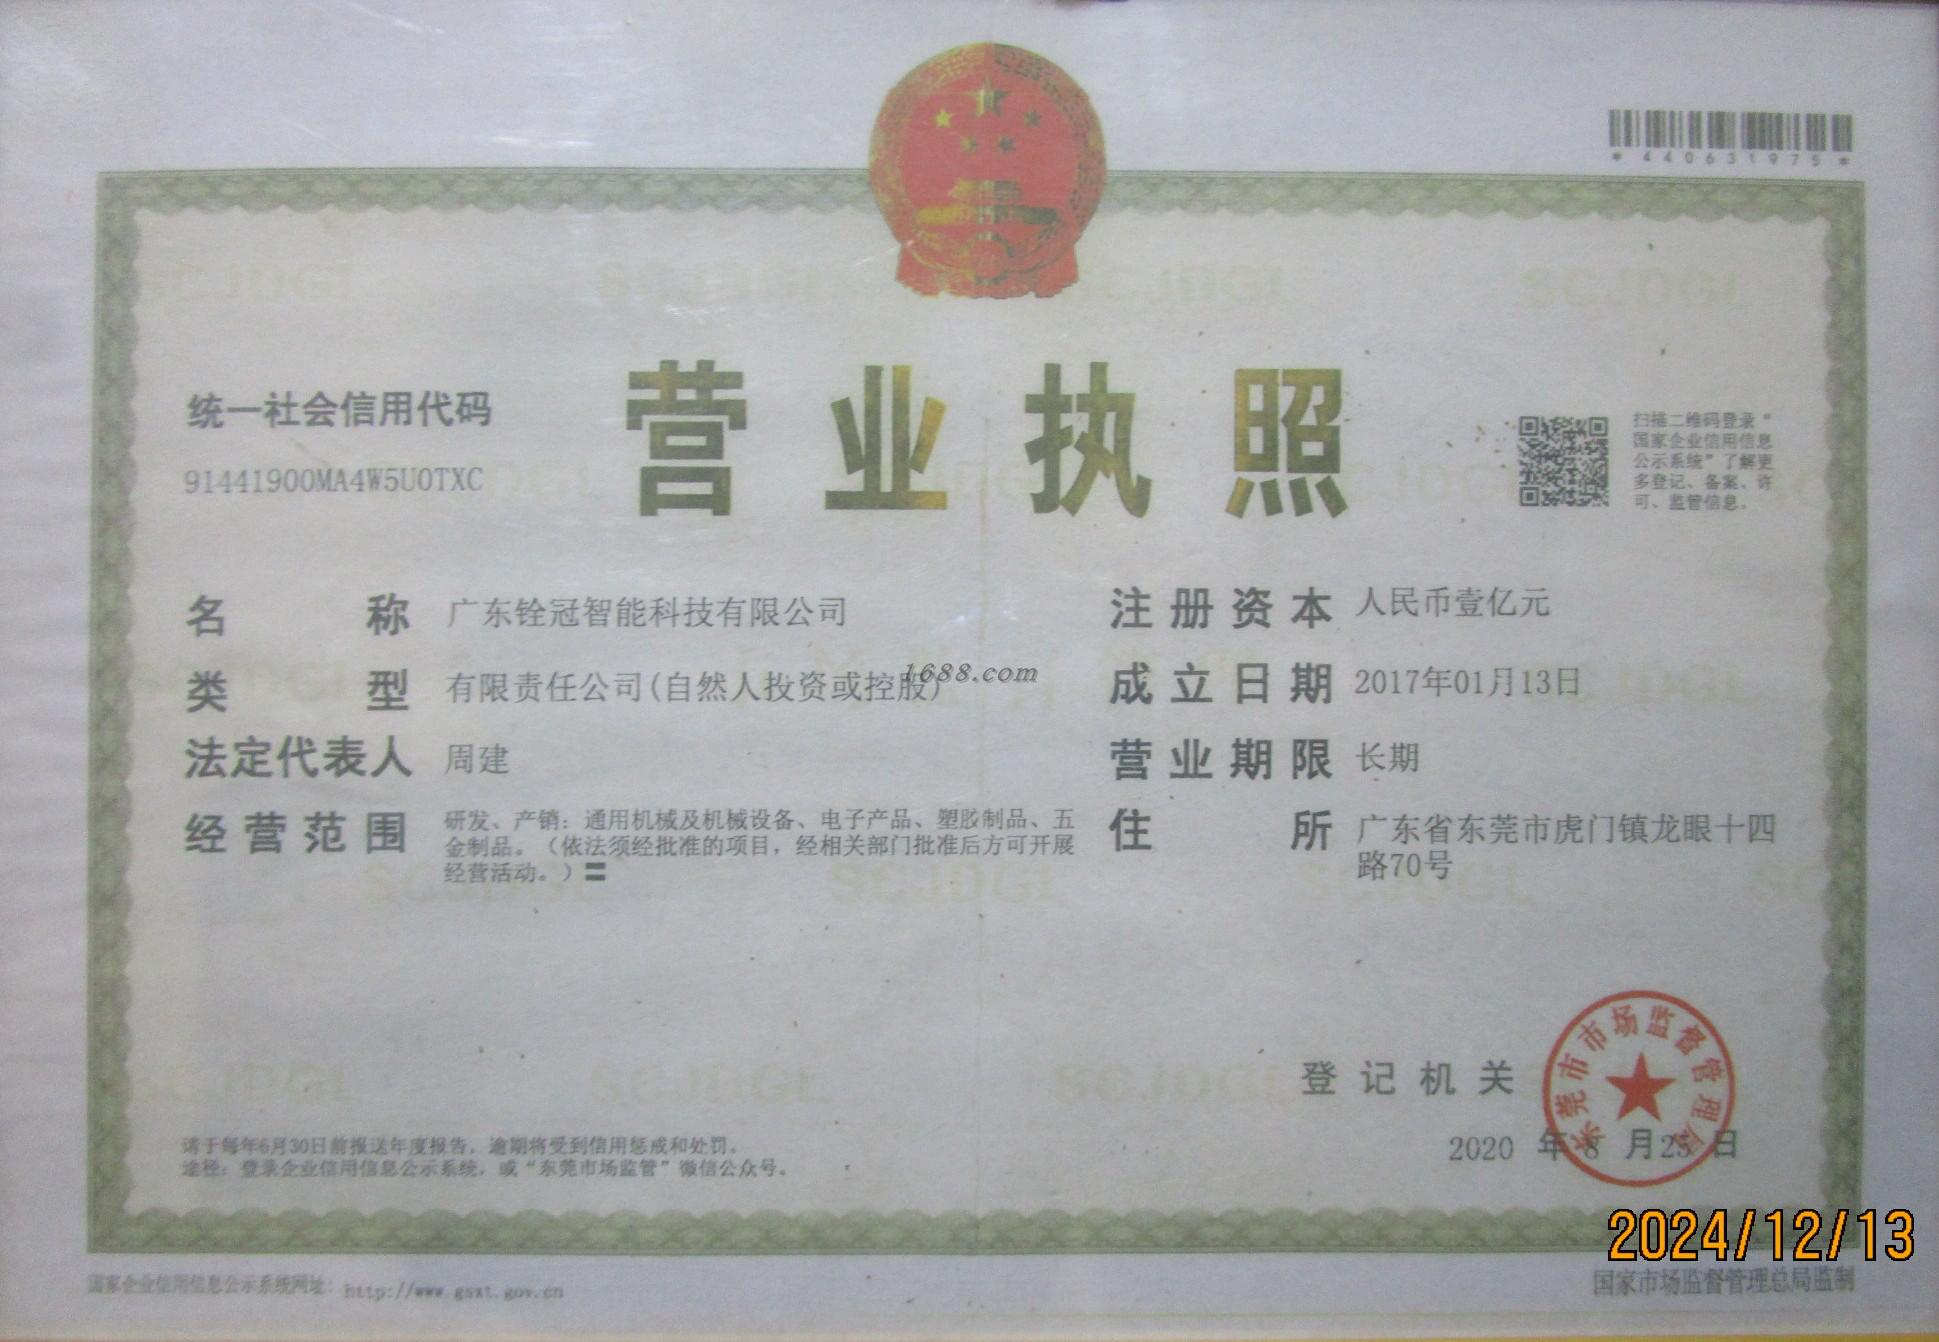 *440631975*
营业执照
统一社会信用代码
91441900MA4W5U0TXC
扫描二维码登录“
国家企业信用信息
公示系统”了解更
多登记、备案、许
可、监管信息。
名称 广东铨冠智能科技有限公司
类型 有限责任公司(自然人投资或控股)
1688.com
法定代表人 周建
经营范围 研发、产销：通用机械及机械设备、电子产品、塑胶制品、五
金制品。（依法须经批准的项目，经相关部门批准后方可开展
经营活动。）〓
注册资本 人民币壹亿元
成立日期 2017年01月13日
营业期限 长期
住所 广东省东莞市虎门镇龙眼十四
路70号
登记机关
东莞市市场监督管理局
2020 年 8 月 25 日
请于每年6月30日前报送年度报告，逾期将受到信用惩戒和处罚。
途径：登录企业信用信息公示系统，或“东莞市场监管”微信公众号。
2024/12/13
国家企业信用信息公示系统网址：http://www.gsxt.gov.cn
国家市场监督管理总局监制